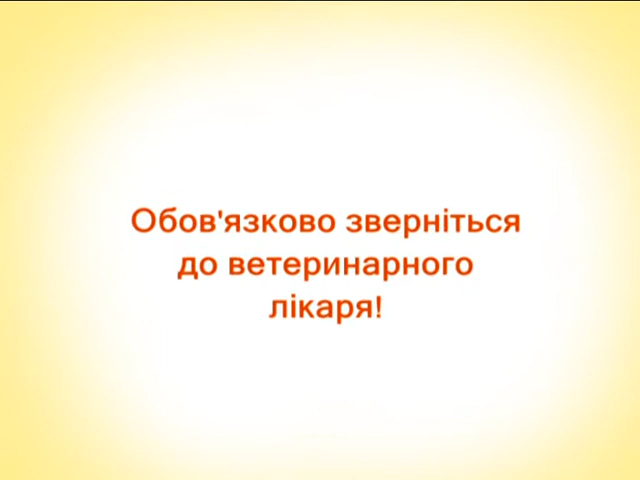 Обов'язково зверніться
до ветеринарного
лікаря!